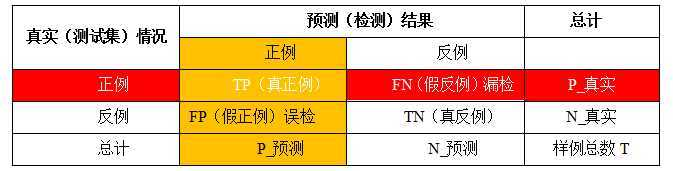 真实（测试集）情况 预测（检测）结果 总计
正例 反例
正例 TP（真正例） FN（假反例）漏检 P_真实
反例 FP（假正例）误检 TN（真反例） N_真实
总计 P_预测 N_预测 样例总数 T